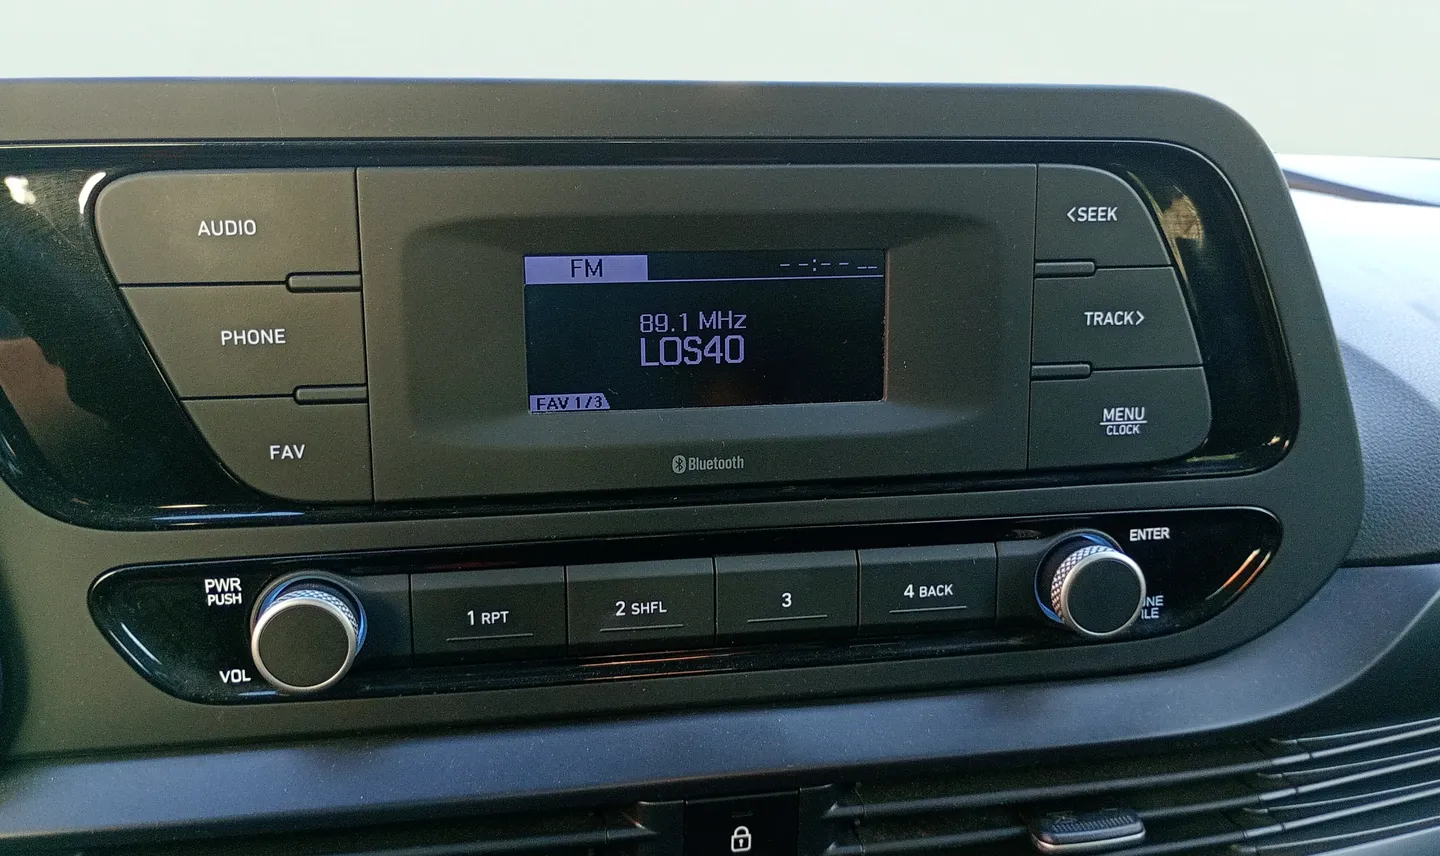 AUDIO
PHONE
FAV
FM
--:-- --
89.1 MHz
LOS40
FAV 1/3
Bluetooth
<SEEK
TRACK>
MENU
CLOCK
PWR
PUSH
VOL
1 RPT
2 SHFL
3
4 BACK
ENTER